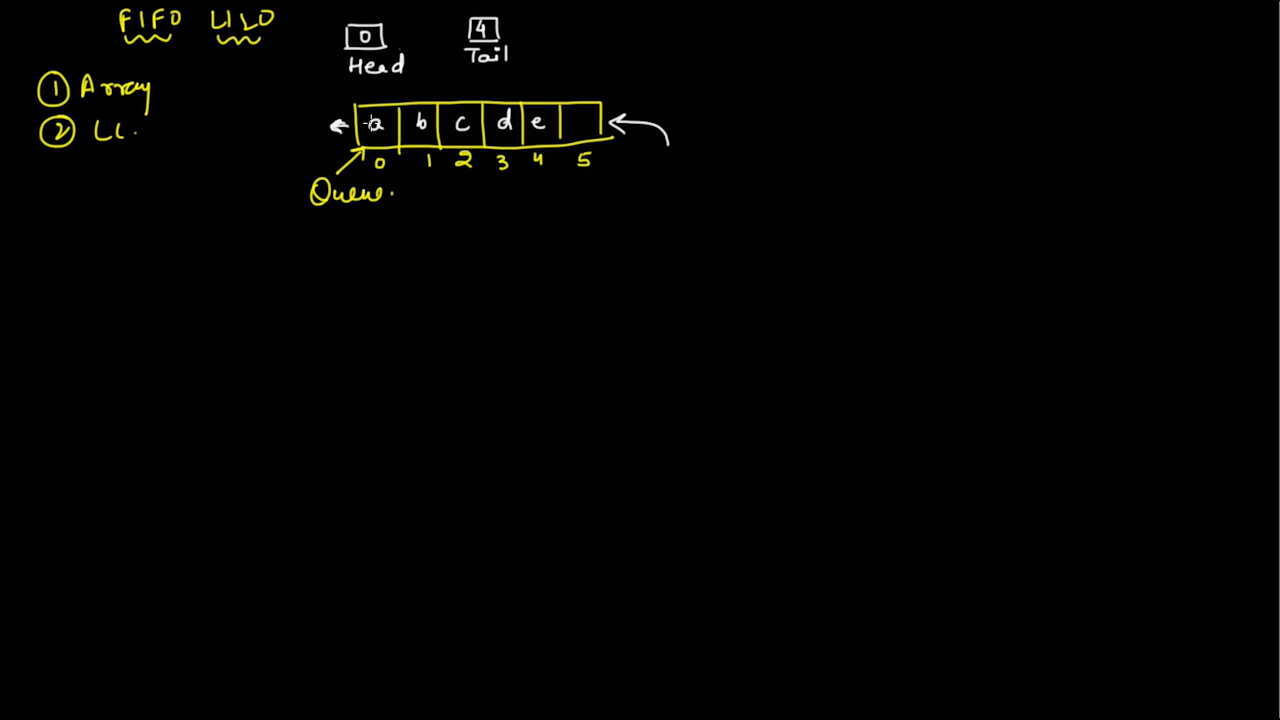 FIFO LILO
0 4
Head Tail
① Array
② LL.
a b c d e
0 1 2 3 4 5
Queue.